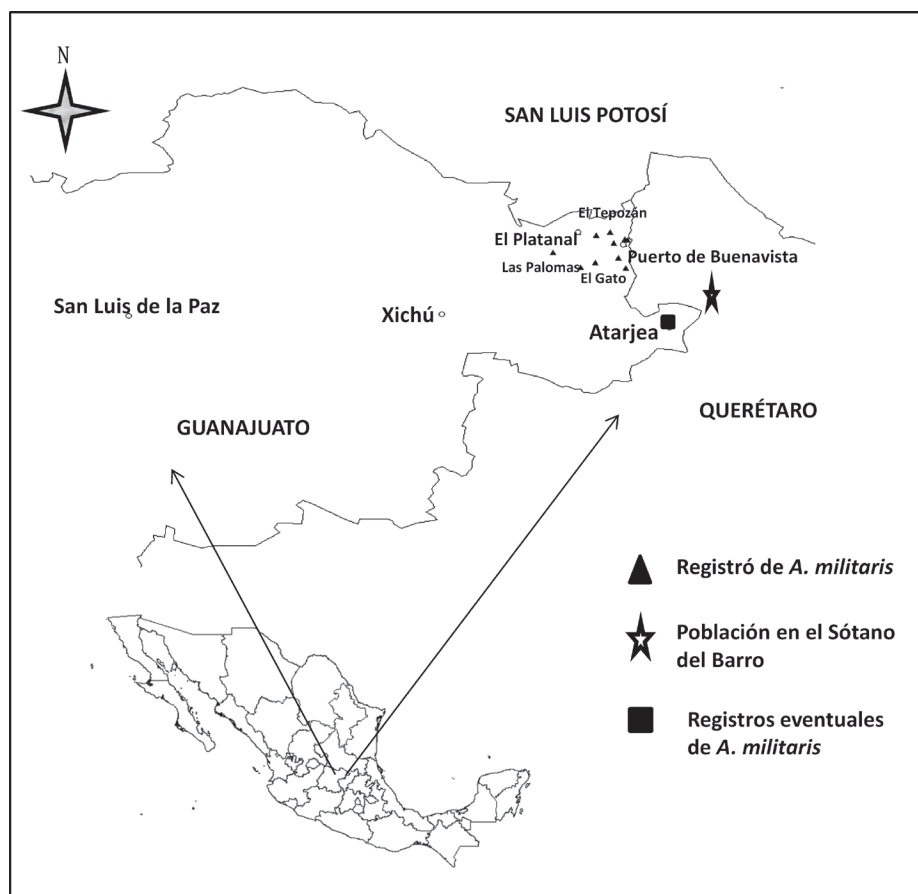 N
SAN LUIS POTOSÍ
El Tepozán
El Platanal
Puerto de Buenavista
Las Palomas
El Gato
San Luis de la Paz
Xichú
Atarjea
QUERÉTARO
GUANAJUATO
Registró de A. militaris
Población en el Sótano
del Barro
Registros eventuales
de A. militaris